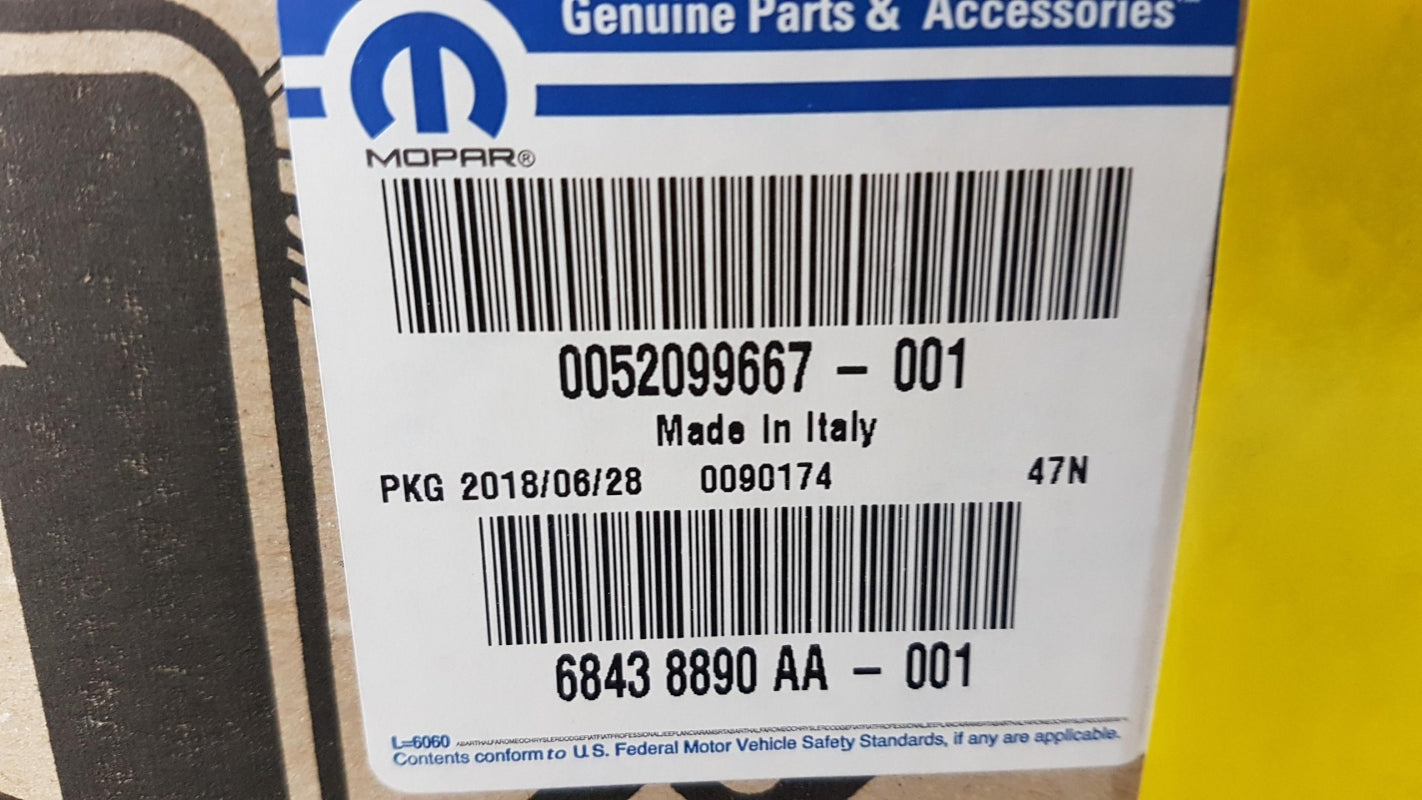 Genuine Parts & Accessories™
MOPAR®
0052099667 - 001
Made In Italy
PKG 2018/06/28 0090174 47N
6843 8890 AA - 001
L=6060
Contents conform to U.S. Federal Motor Vehicle Safety Standards, if any are applicable.